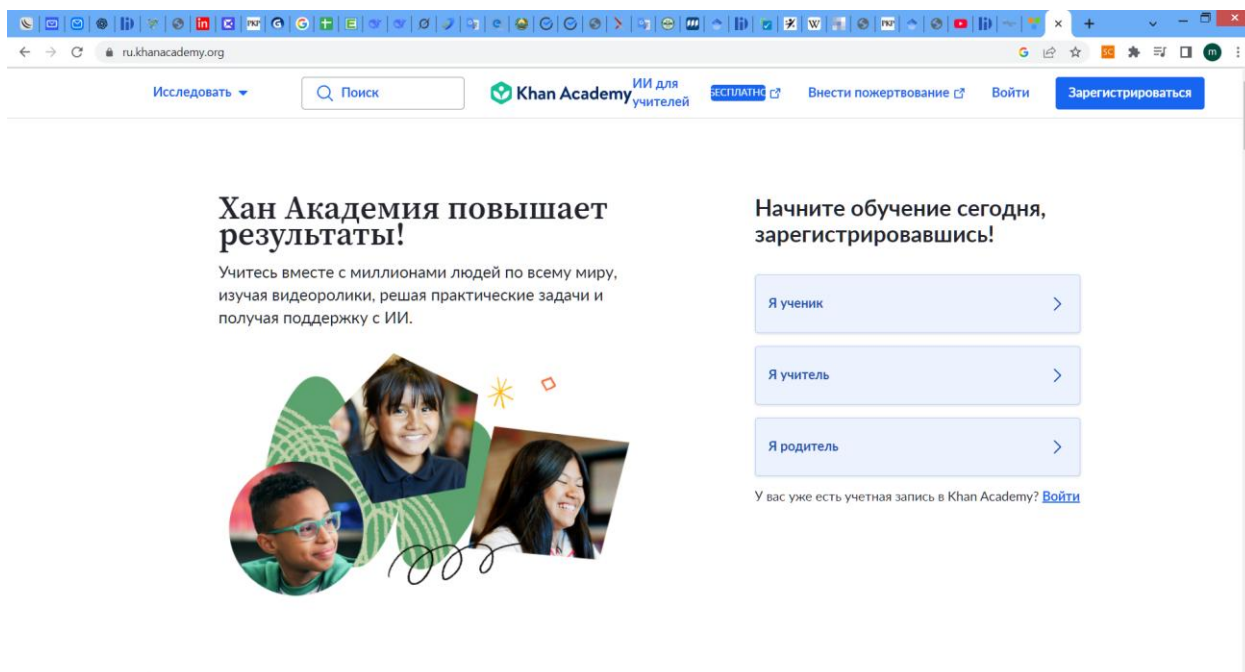 ru.khanacademy.org
Исследовать
Поиск
Khan Academy
ИИ для
учителей
БЕСПЛАТНО
Внести пожертвование
Войти
Зарегистрироваться
Хан Академия повышает
результаты!
Учитесь вместе с миллионами людей по всему миру,
изучая видеоролики, решая практические задачи и
получая поддержку с ИИ.
Начните обучение сегодня,
зарегистрировавшись!
Я ученик
Я учитель
Я родитель
У вас уже есть учетная запись в Khan Academy? Войти